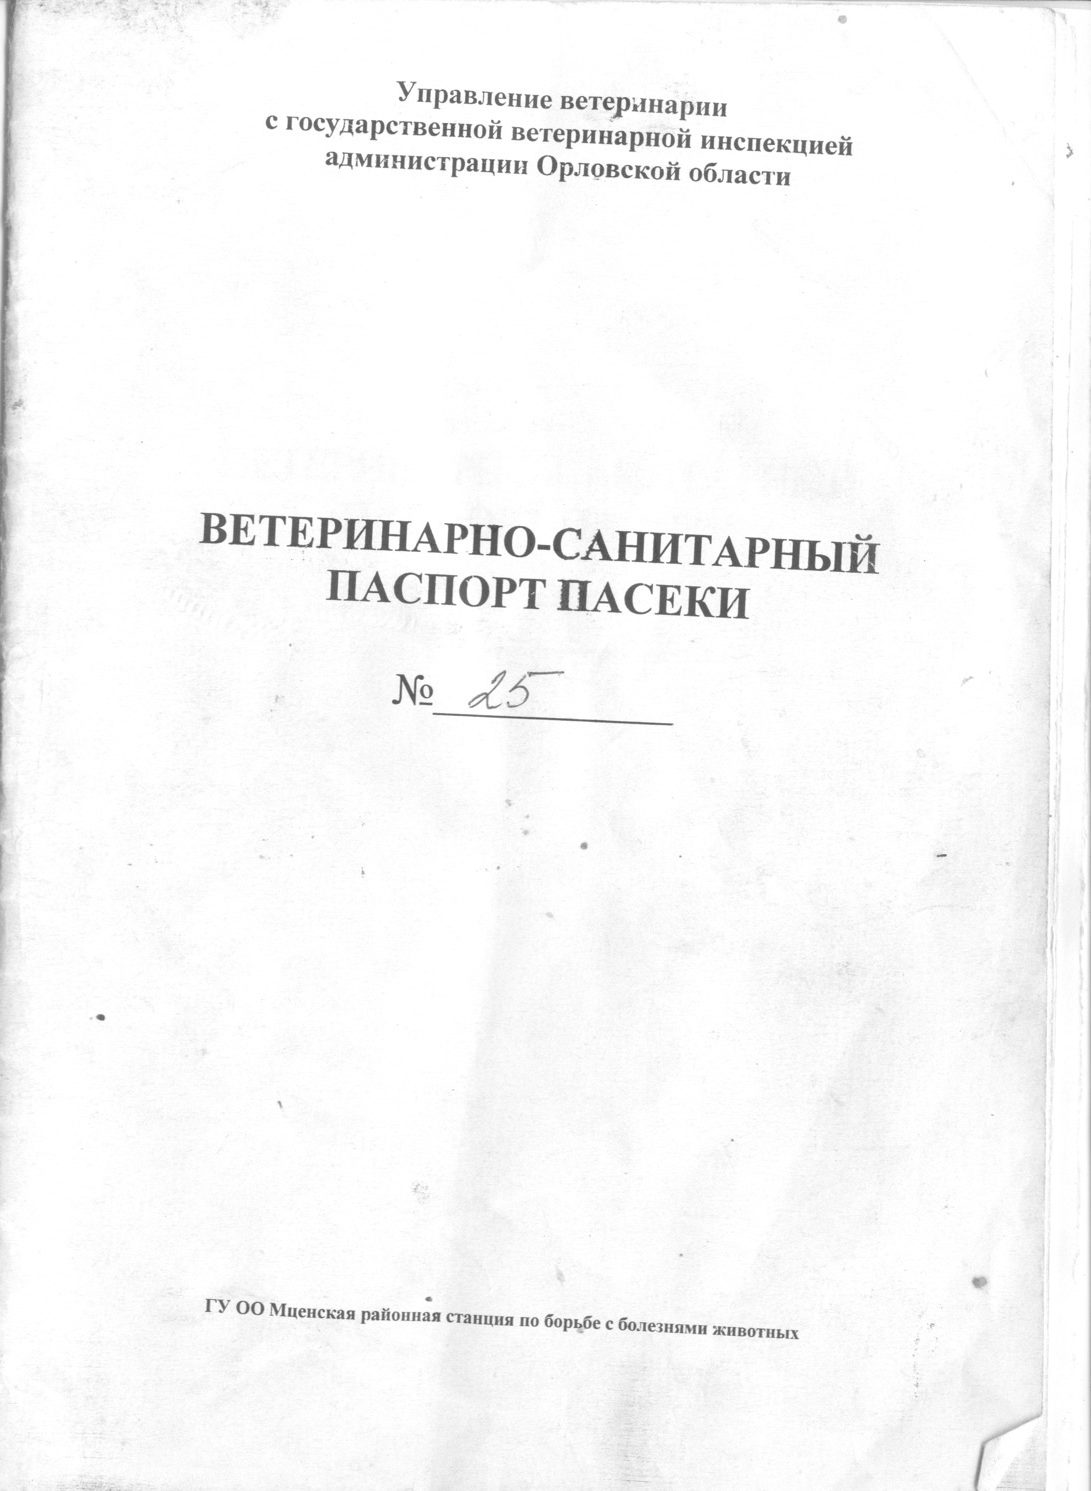 Управление ветеринарии
с государственной ветеринарной инспекцией
администрации Орловской области
ВЕТЕРИНАРНО-САНИТАРНЫЙ
ПАСПОРТ ПАСЕКИ
№ 25
ГУ ОО Мценская районная станция по борьбе с болезнями животных